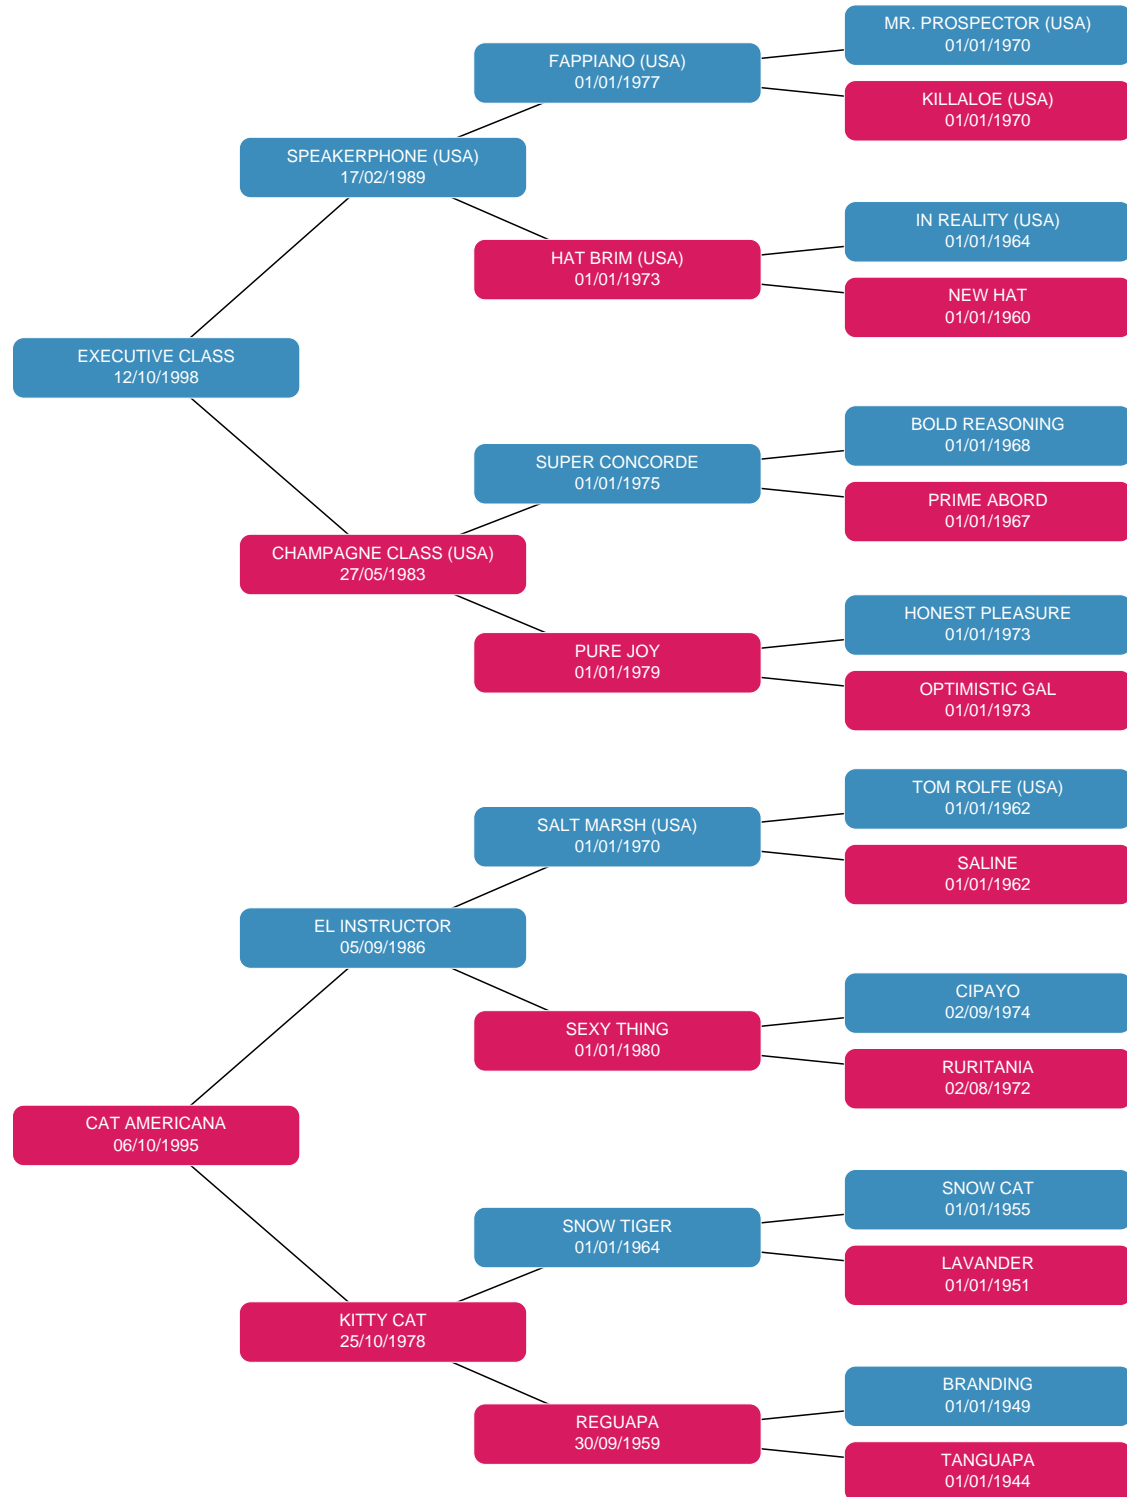 MR. PROSPECTOR (USA)
01/01/1970
FAPPIANO (USA)
01/01/1977
KILLALOE (USA)
01/01/1970
SPEAKERPHONE (USA)
17/02/1989
IN REALITY (USA)
01/01/1964
HAT BRIM (USA)
01/01/1973
NEW HAT
01/01/1960
EXECUTIVE CLASS
12/10/1998
BOLD REASONING
01/01/1968
SUPER CONCORDE
01/01/1975
PRIME ABORD
01/01/1967
CHAMPAGNE CLASS (USA)
27/05/1983
HONEST PLEASURE
01/01/1973
PURE JOY
01/01/1979
OPTIMISTIC GAL
01/01/1973
TOM ROLFE (USA)
01/01/1962
SALT MARSH (USA)
01/01/1970
SALINE
01/01/1962
EL INSTRUCTOR
05/09/1986
CIPAYO
02/09/1974
SEXY THING
01/01/1980
RURITANIA
02/08/1972
CAT AMERICANA
06/10/1995
SNOW CAT
01/01/1955
SNOW TIGER
01/01/1964
LAVANDER
01/01/1951
KITTY CAT
25/10/1978
BRANDING
01/01/1949
REGUAPA
30/09/1959
TANGUAPA
01/01/1944